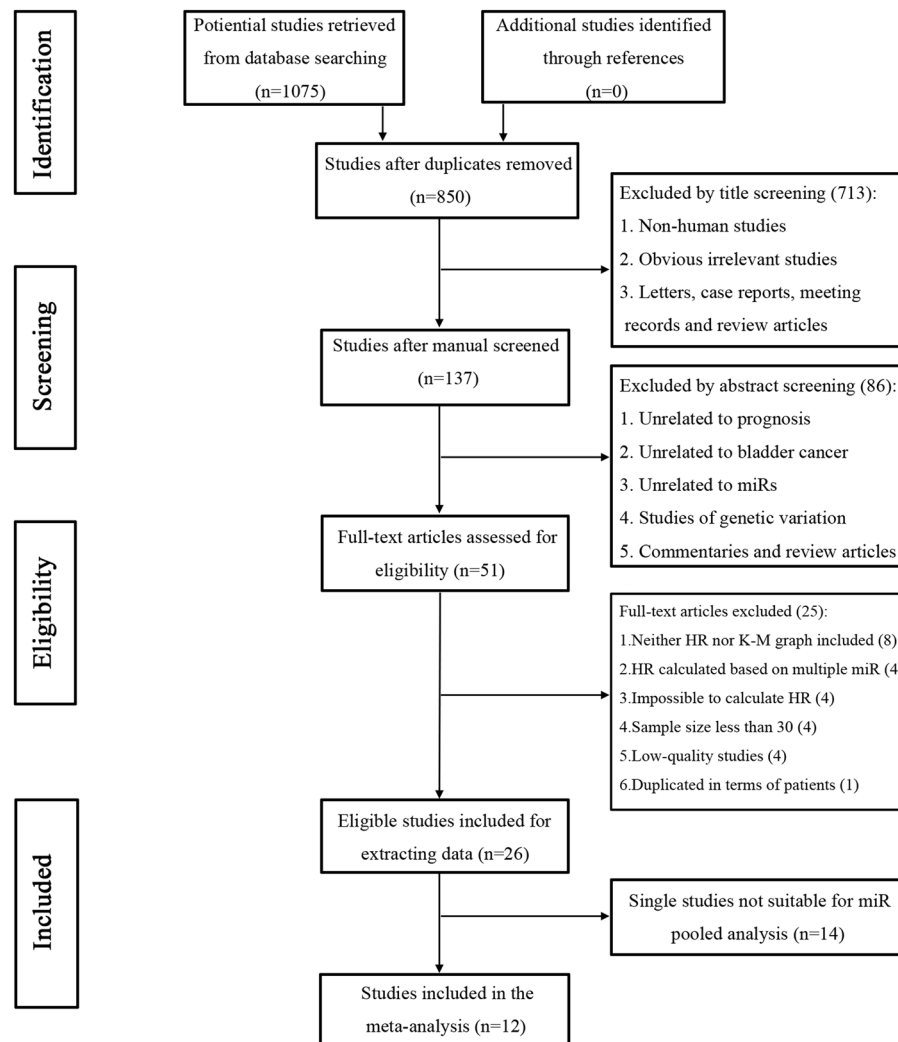 Identification
Potiential studies retrieved
from database searching
(n=1075)
Additional studies identified
through references
(n=0)
Studies after duplicates removed
(n=850)
Excluded by title screening (713):
1. Non-human studies
2. Obvious irrelevant studies
3. Letters, case reports, meeting
records and review articles
Screening
Studies after manual screened
(n=137)
Excluded by abstract screening (86):
1. Unrelated to prognosis
2. Unrelated to bladder cancer
3. Unrelated to miRs
4. Studies of genetic variation
5. Commentaries and review articles
Eligibility
Full-text articles assessed for
eligibility (n=51)
Full-text articles excluded (25):
1.Neither HR nor K-M graph included (8)
2.HR calculated based on multiple miR (4
3.Impossible to calculate HR (4)
4.Sample size less than 30 (4)
5.Low-quality studies (4)
6.Duplicated in terms of patients (1)
Included
Eligible studies included for
extracting data (n=26)
Single studies not suitable for miR
pooled analysis (n=14)
Studies included in the
meta-analysis (n=12)